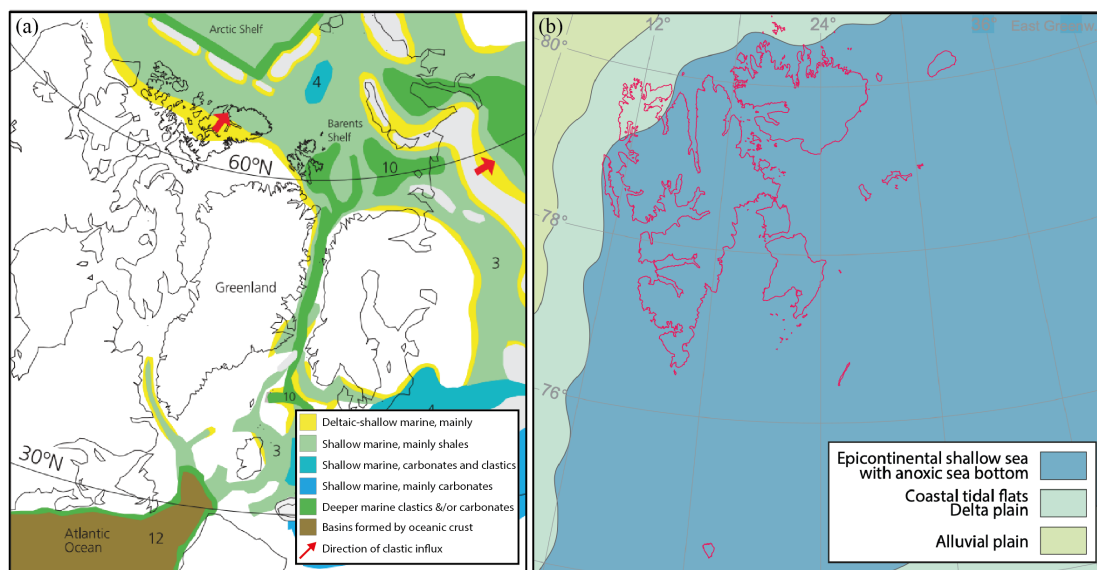 (a)
Arctic Shelf
4
Barents
Shelf
60°N
10
3
Greenland
10
4
3
30°N
Atlantic
Ocean
12
Deltaic-shallow marine, mainly
Shallow marine, mainly shales
Shallow marine, carbonates and clastics
Shallow marine, mainly carbonates
Deeper marine clastics &/or carbonates
Basins formed by oceanic crust
Direction of clastic influx
(b)
12°
24°
East Greenw.
80°
78°
76°
Epicontinental shallow sea
with anoxic sea bottom
Coastal tidal flats
Delta plain
Alluvial plain